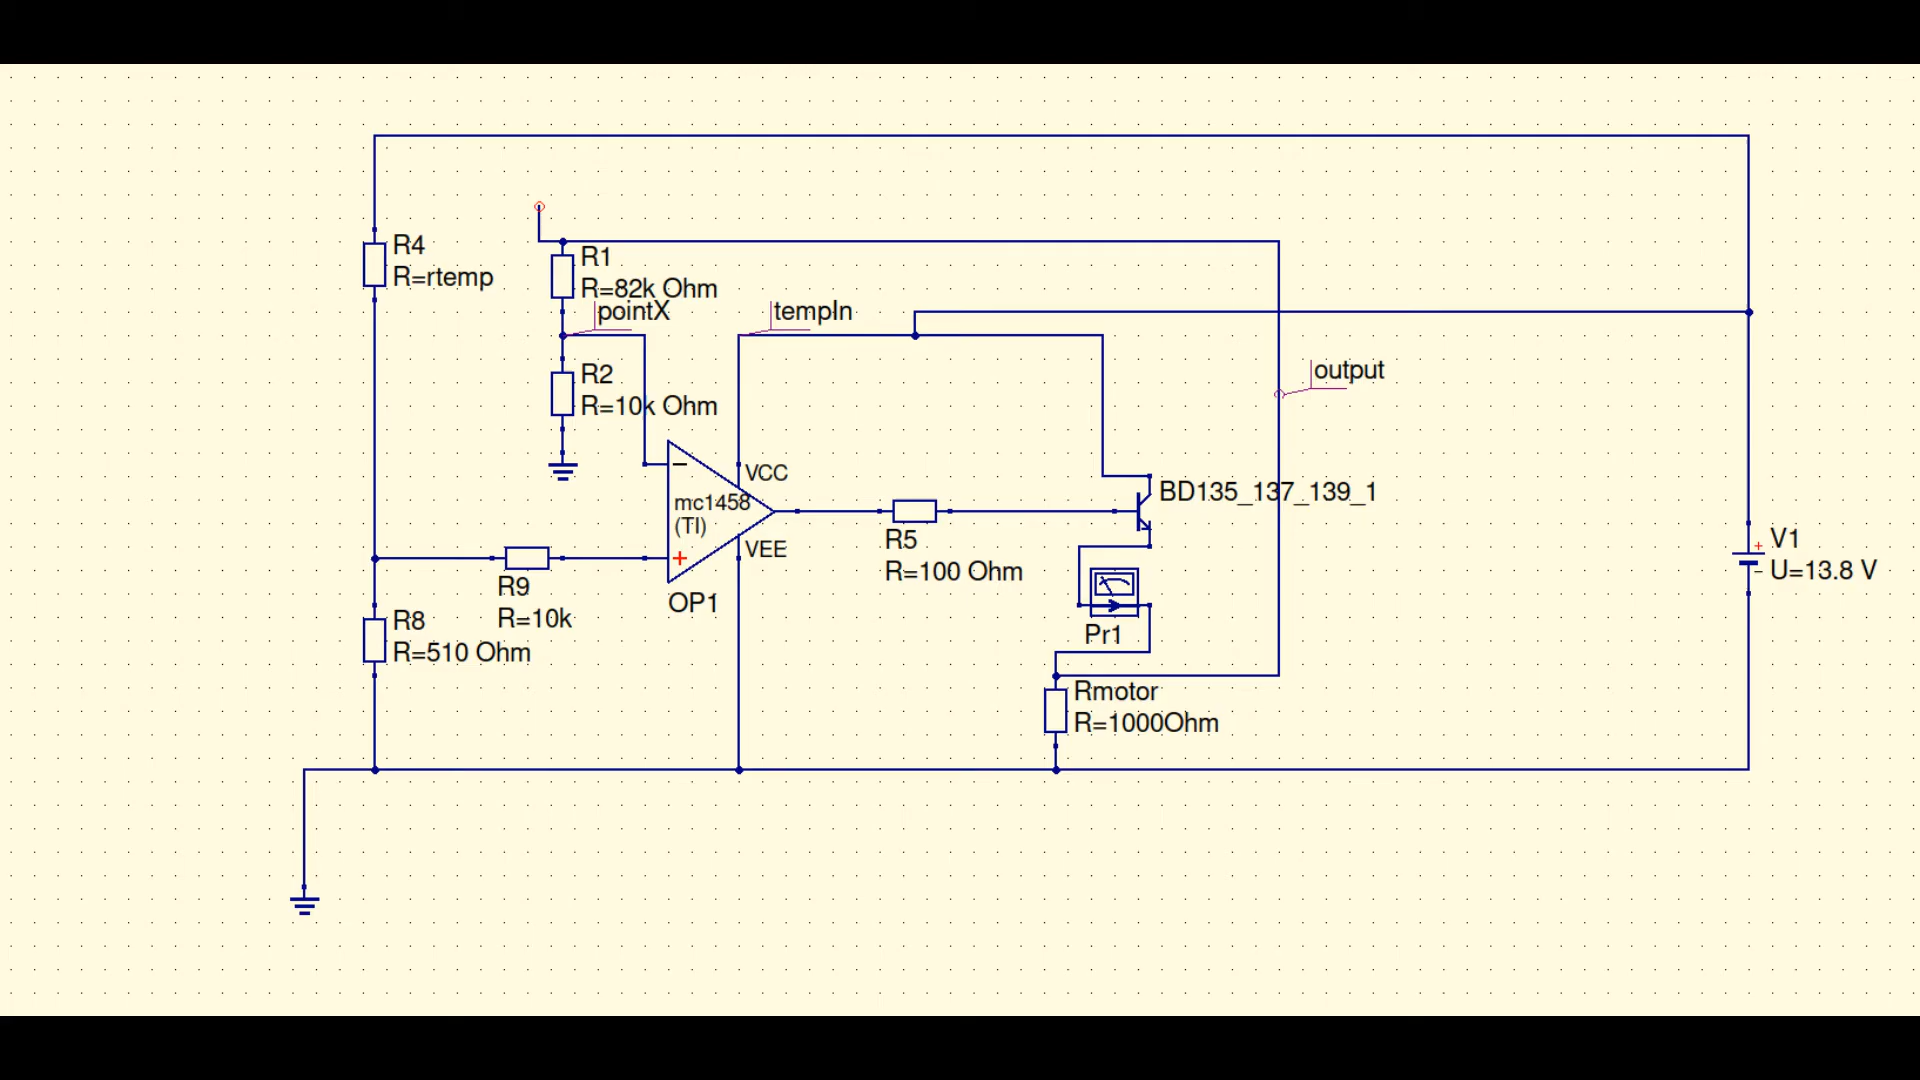 R4
R=rtemp
R1
R=82k Ohm
pointX
tempIn
R2
R=10k Ohm
output
VCC
mc1458
(TI)
BD135_137_139_1
R5
R=100 Ohm
VEE
V1
U=13.8 V
R9
R=10k
OP1
R8
R=510 Ohm
Pr1
Rmotor
R=1000Ohm